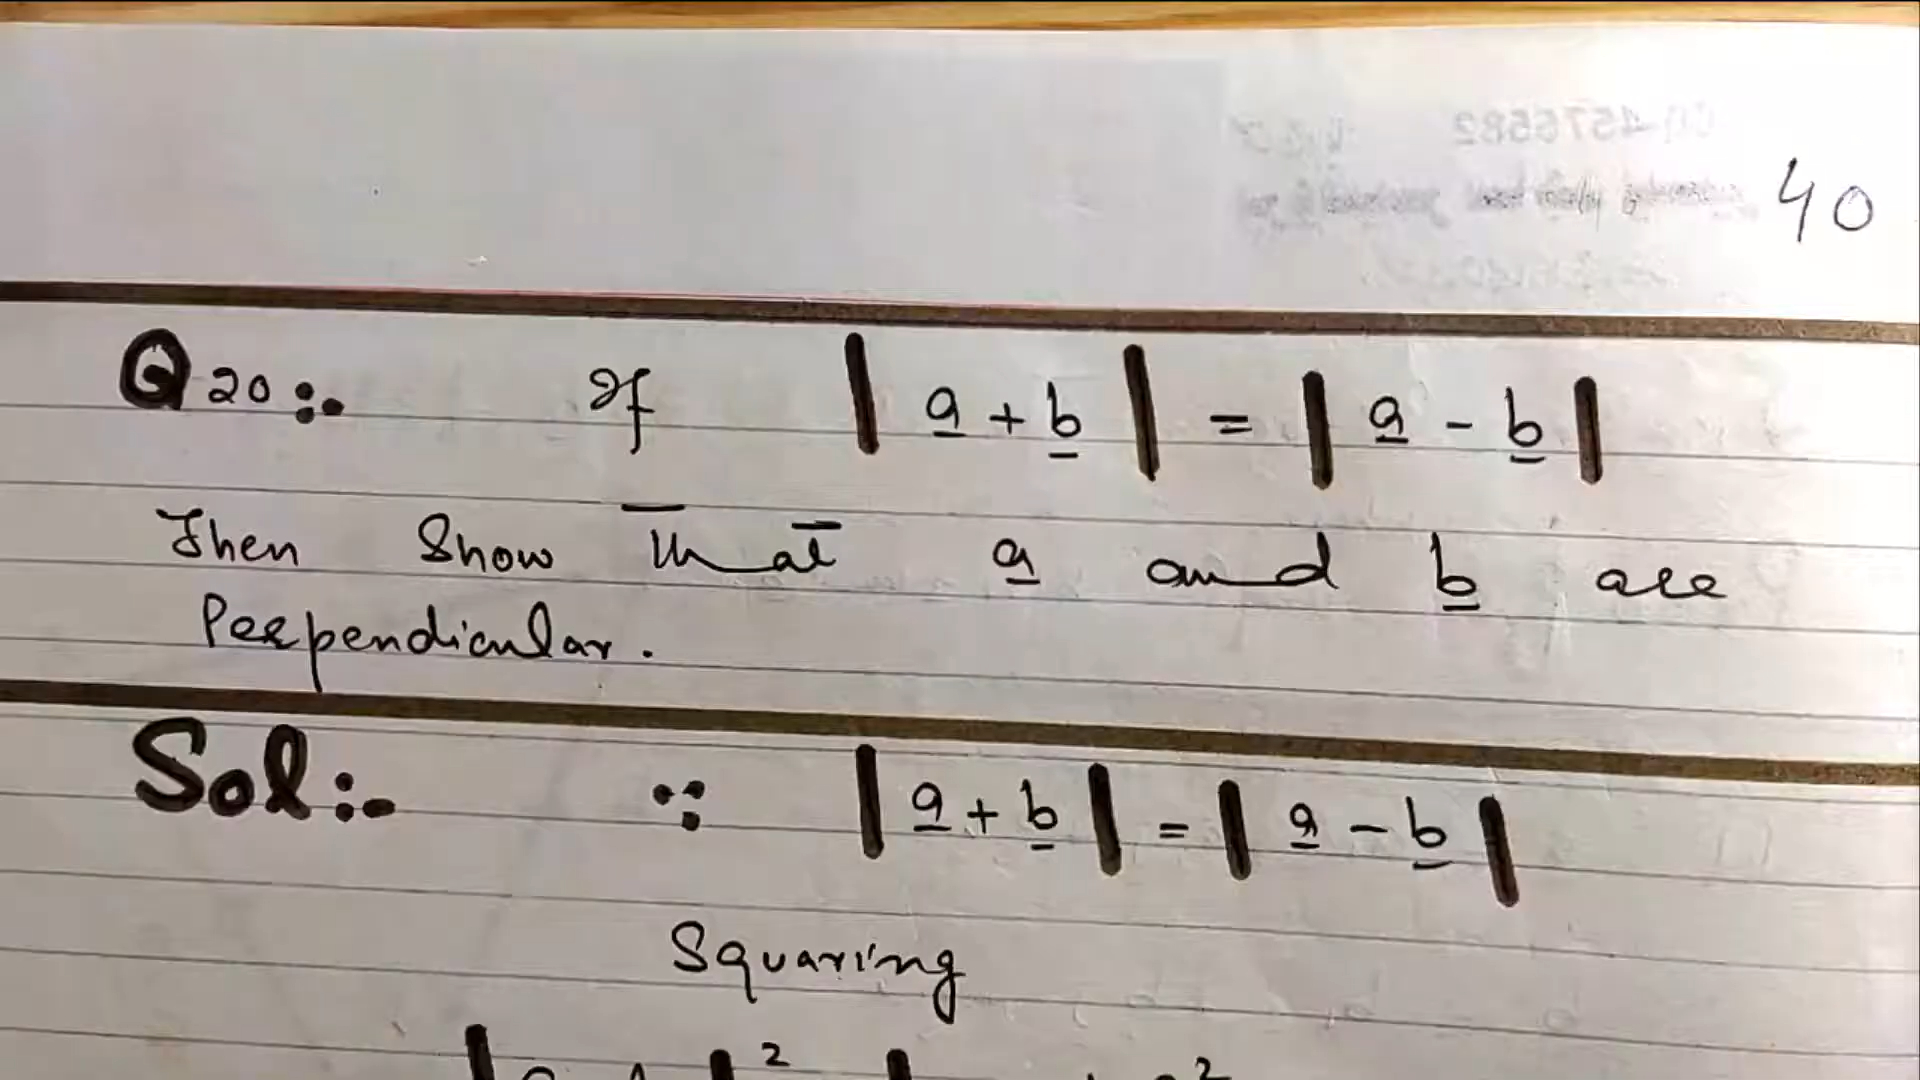 40
Q20:- If | a̲ + b̲ | = | a̲ - b̲ |
Then Show That a̲ and b̲ are
Perpendicular.
Sol:- ∵ | a̲ + b̲ | = | a̲ - b̲ |
Squaring